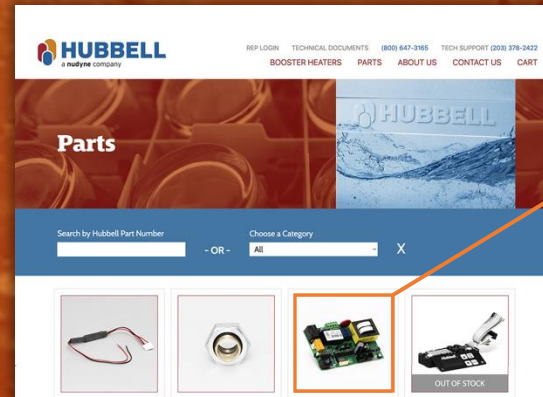 HUBBELL
a nudyne company
REP LOGIN TECHNICAL DOCUMENTS (800) 647-3165 TECH SUPPORT (203) 378-2422
BOOSTER HEATERS PARTS ABOUT US CONTACT US CART
Parts
HUBBELL
Search by Hubbell Part Number
- OR -
Choose a Category
All
X
OUT OF STOCK